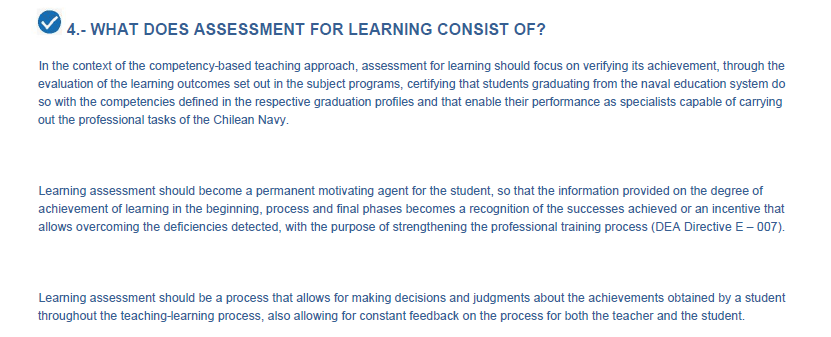 4.- WHAT DOES ASSESSMENT FOR LEARNING CONSIST OF?
In the context of the competency-based teaching approach, assessment for learning should focus on verifying its achievement, through the
evaluation of the learning outcomes set out in the subject programs, certifying that students graduating from the naval education system do
so with the competencies defined in the respective graduation profiles and that enable their performance as specialists capable of carrying
out the professional tasks of the Chilean Navy.
Learning assessment should become a permanent motivating agent for the student, so that the information provided on the degree of
achievement of learning in the beginning, process and final phases becomes a recognition of the successes achieved or an incentive that
allows overcoming the deficiencies detected, with the purpose of strengthening the professional training process (DEA Directive E – 007).
Learning assessment should be a process that allows for making decisions and judgments about the achievements obtained by a student
throughout the teaching-learning process, also allowing for constant feedback on the process for both the teacher and the student.